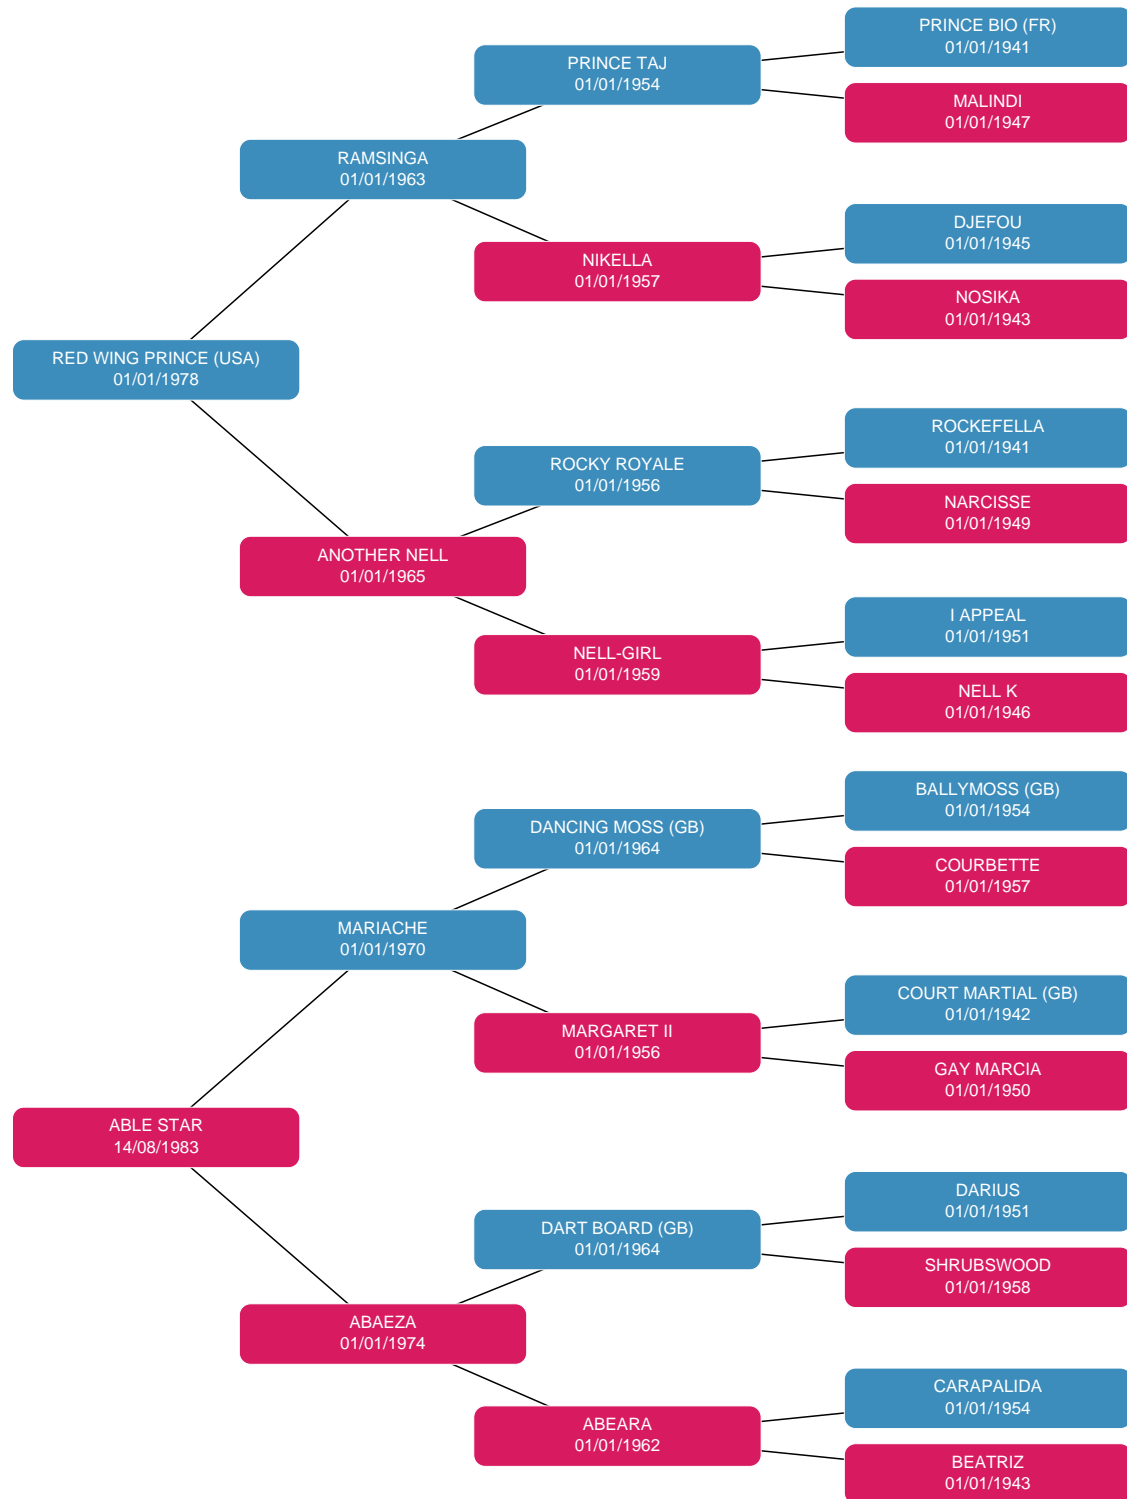 PRINCE BIO (FR)
01/01/1941
PRINCE TAJ
01/01/1954
MALINDI
01/01/1947
RAMSINGA
01/01/1963
DJEFOU
01/01/1945
NIKELLA
01/01/1957
NOSIKA
01/01/1943
RED WING PRINCE (USA)
01/01/1978
ROCKEFELLA
01/01/1941
ROCKY ROYALE
01/01/1956
NARCISSE
01/01/1949
ANOTHER NELL
01/01/1965
I APPEAL
01/01/1951
NELL-GIRL
01/01/1959
NELL K
01/01/1946
BALLYMOSS (GB)
01/01/1954
DANCING MOSS (GB)
01/01/1964
COURBETTE
01/01/1957
MARIACHE
01/01/1970
COURT MARTIAL (GB)
01/01/1942
MARGARET II
01/01/1956
GAY MARCIA
01/01/1950
ABLE STAR
14/08/1983
DARIUS
01/01/1951
DART BOARD (GB)
01/01/1964
SHRUBSWOOD
01/01/1958
ABAEZA
01/01/1974
CARAPALIDA
01/01/1954
ABEARA
01/01/1962
BEATRIZ
01/01/1943